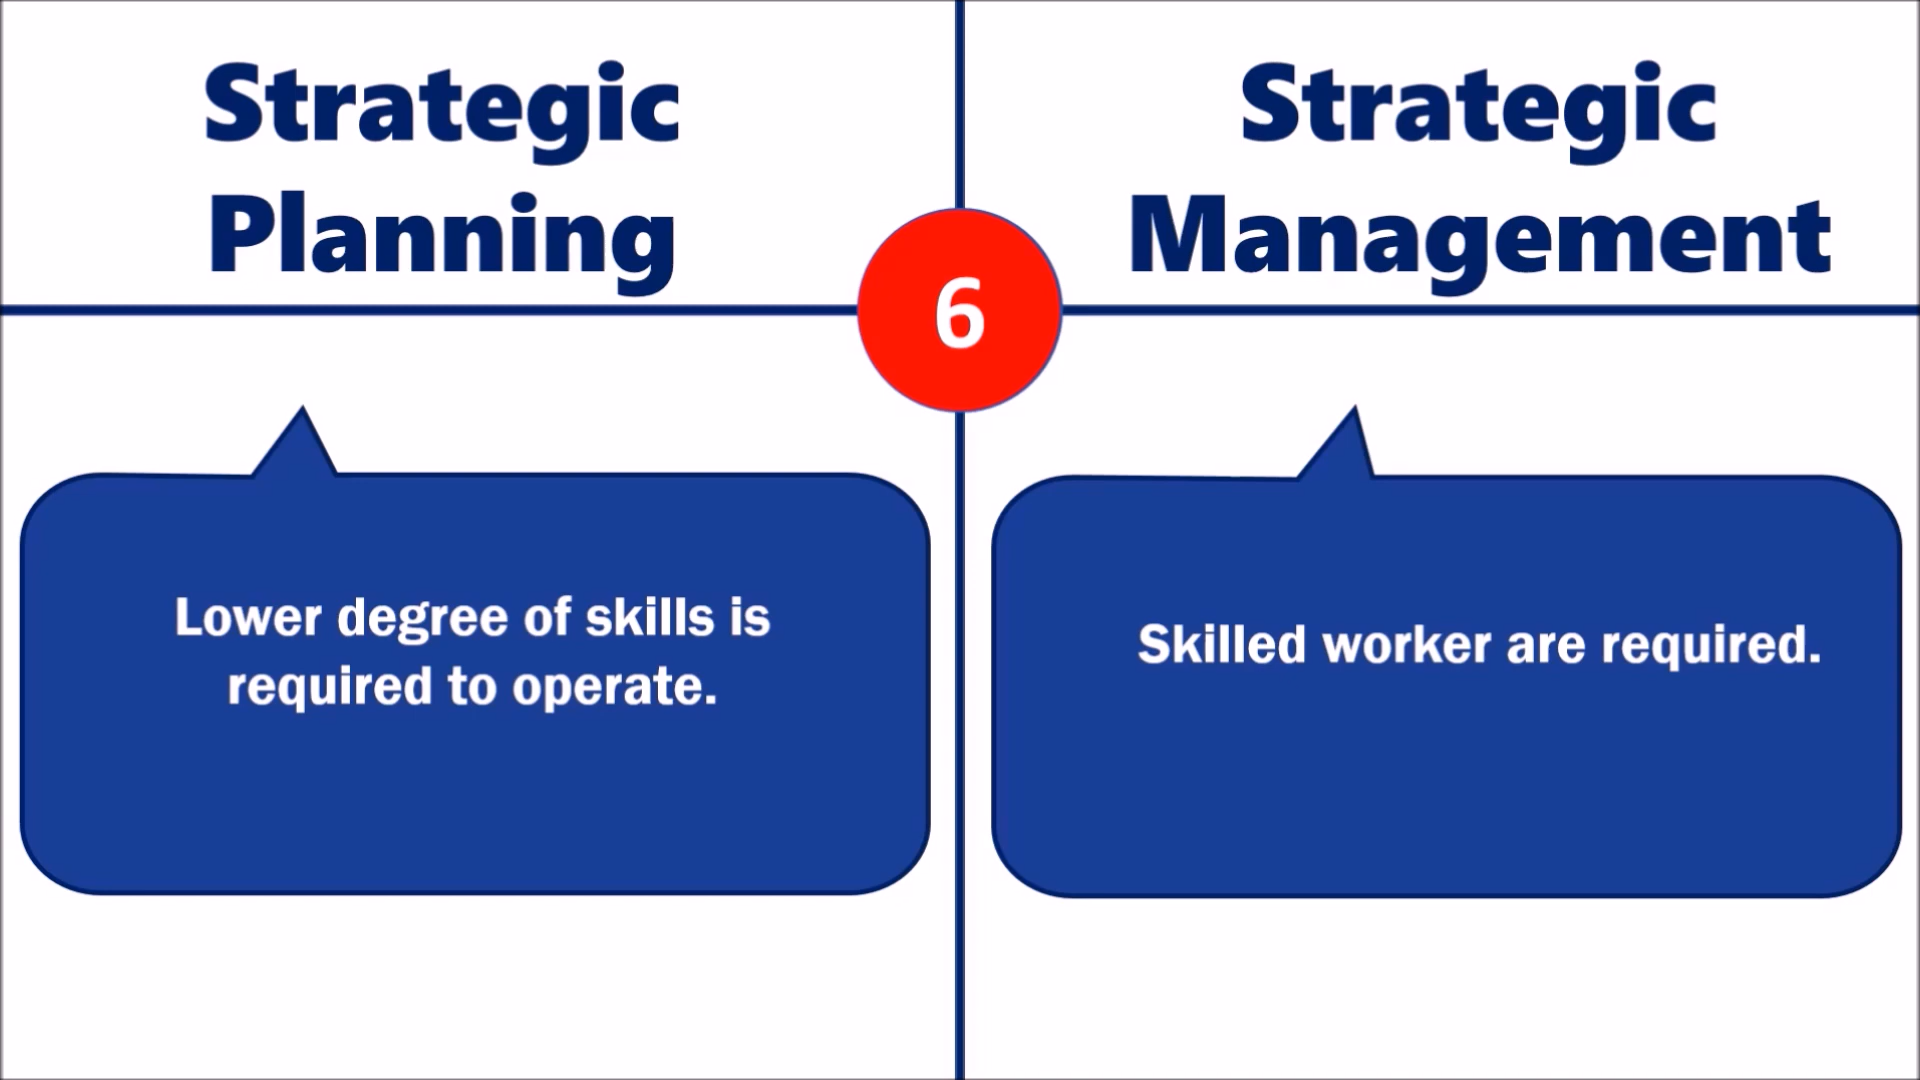 Strategic
Planning
Strategic
Management
6
Lower degree of skills is
required to operate.
Skilled worker are required.